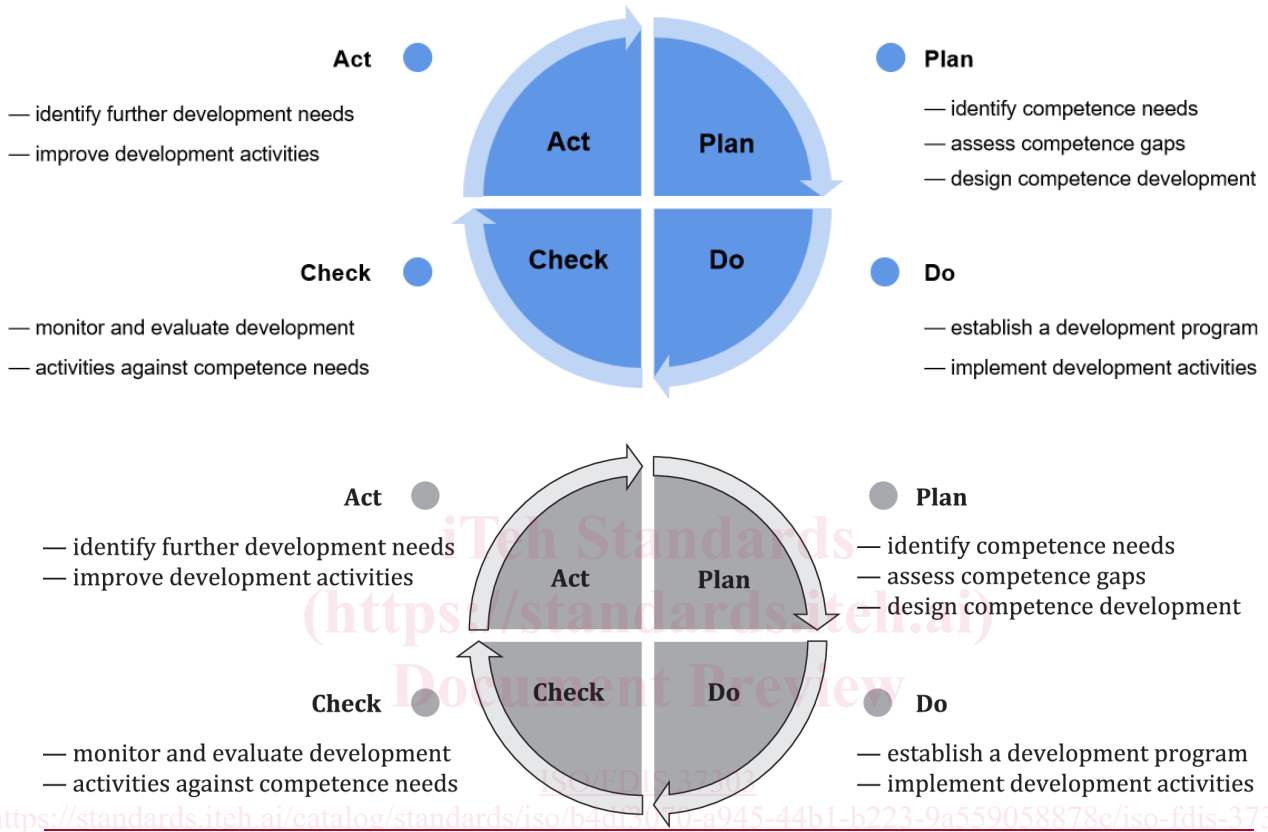 Act
— identify further development needs
— improve development activities
Act
Plan
Plan
— identify competence needs
— assess competence gaps
— design competence development
Check
— monitor and evaluate development
— activities against competence needs
Check
Do
Do
— establish a development program
— implement development activities
Act
— identify further development needs
— improve development activities
Act
Plan
Plan
— identify competence needs
— assess competence gaps
— design competence development
iTeh Standards
(https://standards.iteh.ai)
Document Preview
Check
— monitor and evaluate development
— activities against competence needs
Check
Do
Do
— establish a development program
— implement development activities
ISO/FDIS 37303